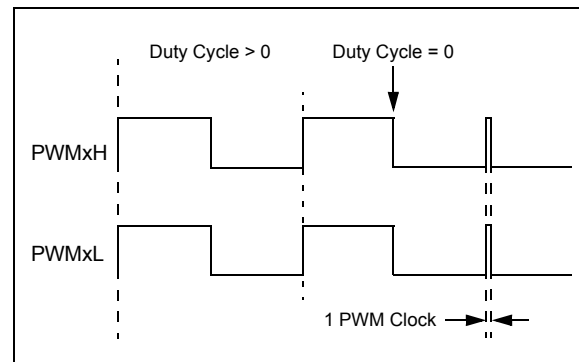 Duty Cycle > 0
Duty Cycle = 0
PWMxH
PWMxL
1 PWM Clock